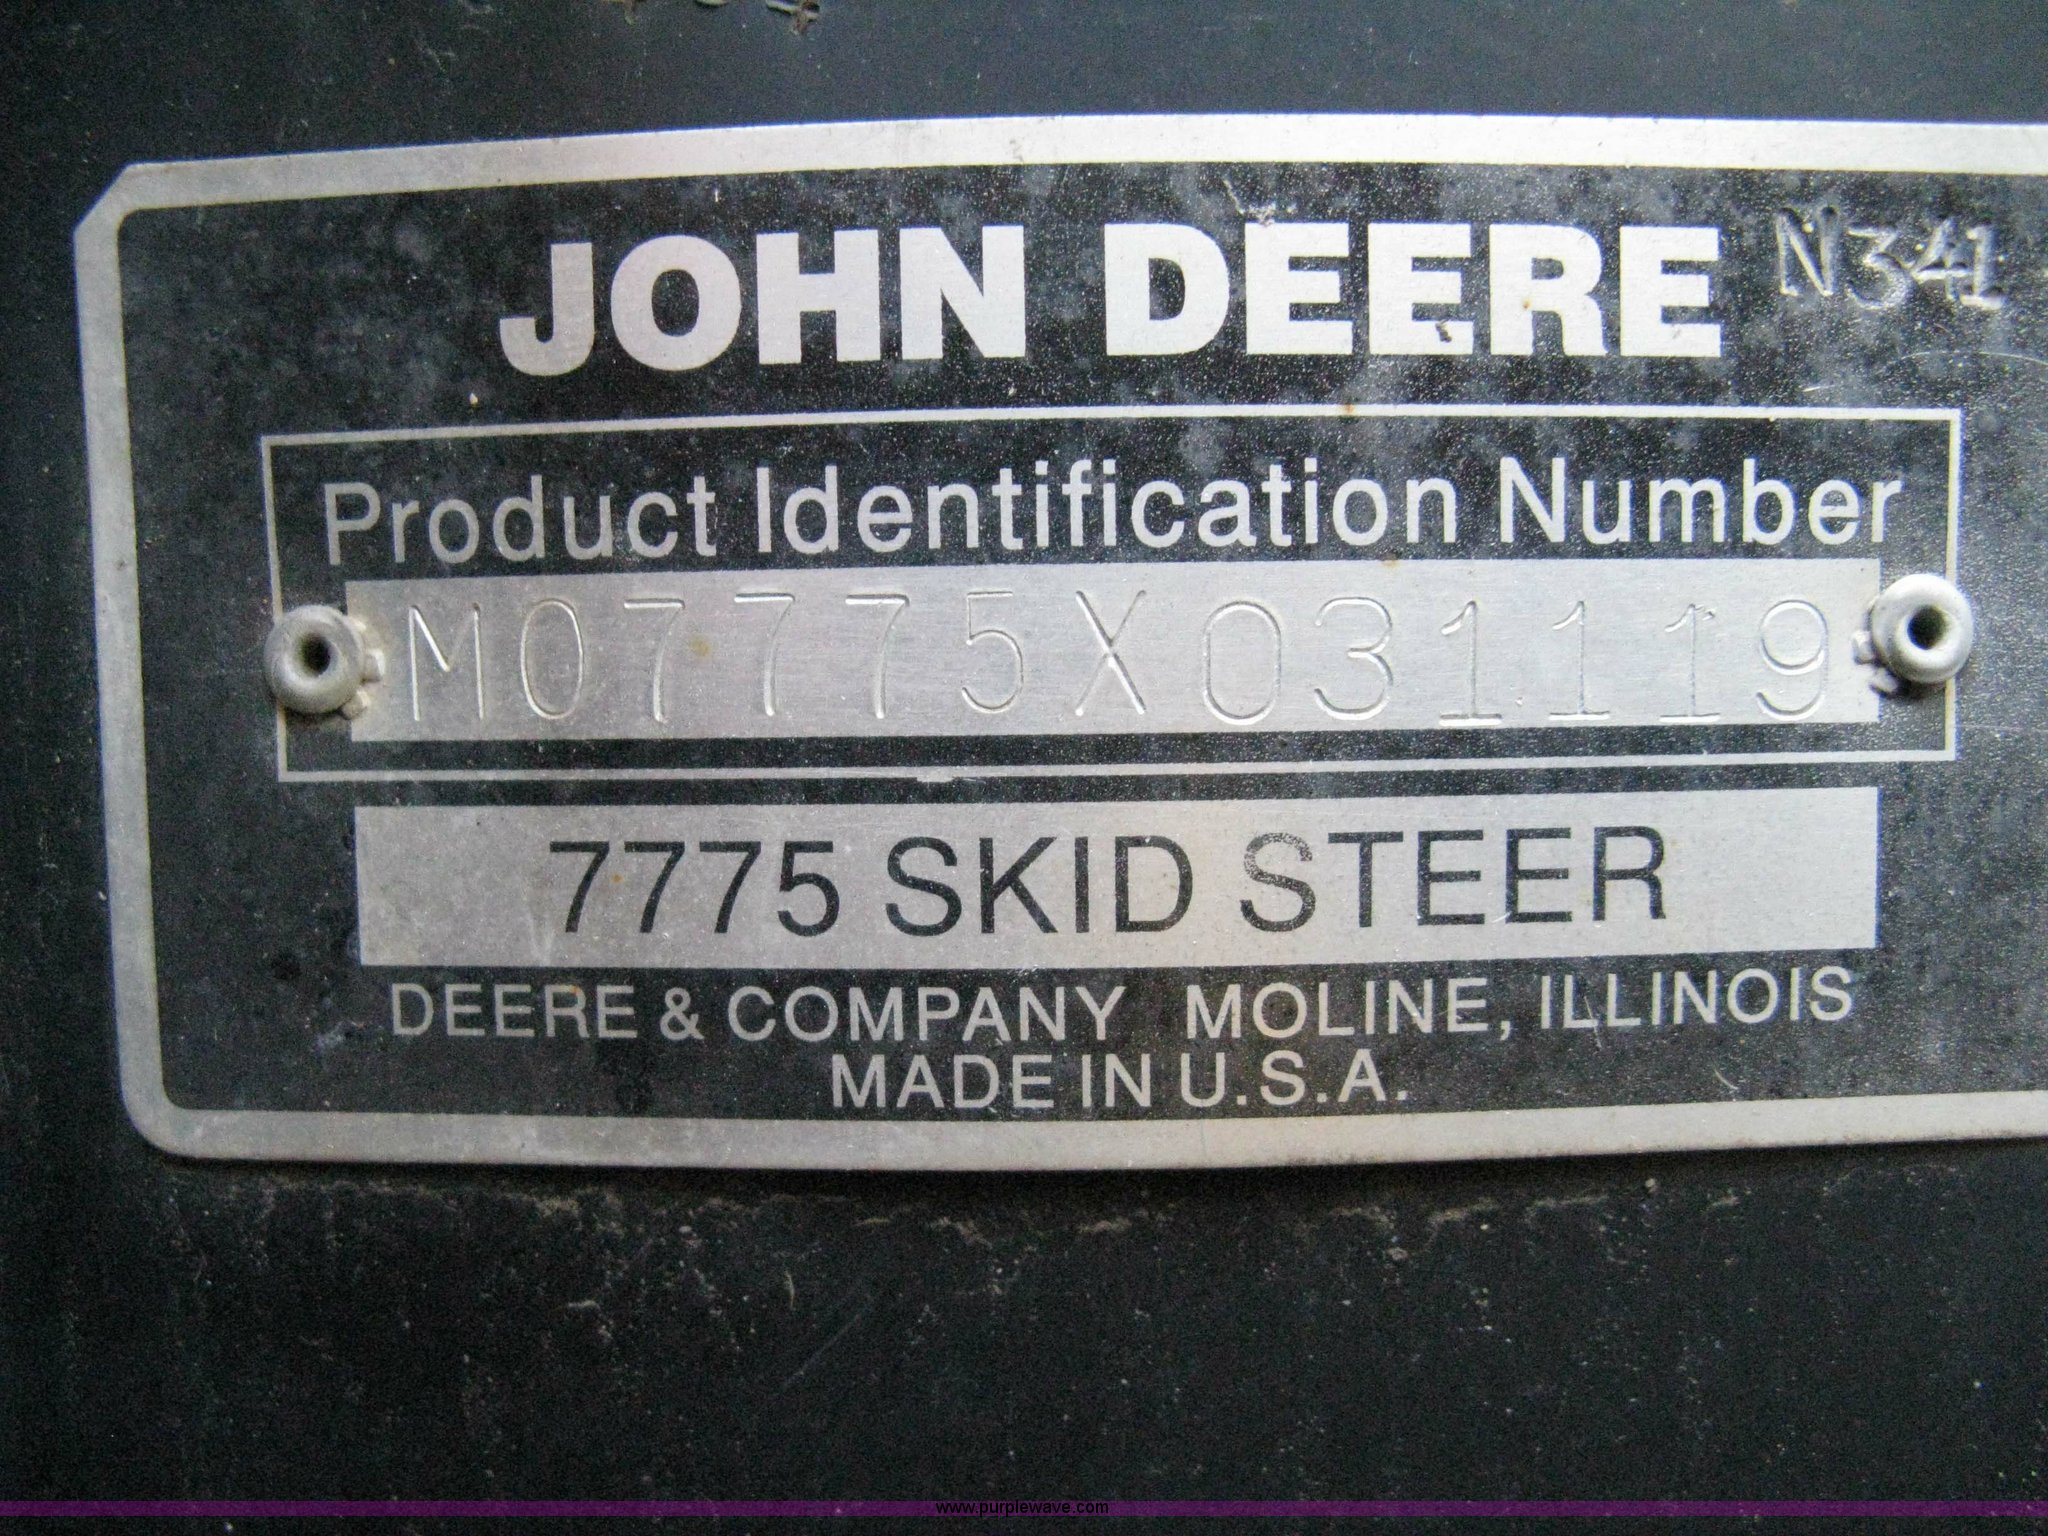 JOHN DEERE N341
Product Identification Number
M07775X031119
7775 SKID STEER
DEERE & COMPANY MOLINE, ILLINOIS
MADE IN U.S.A.
www.purplewave.com